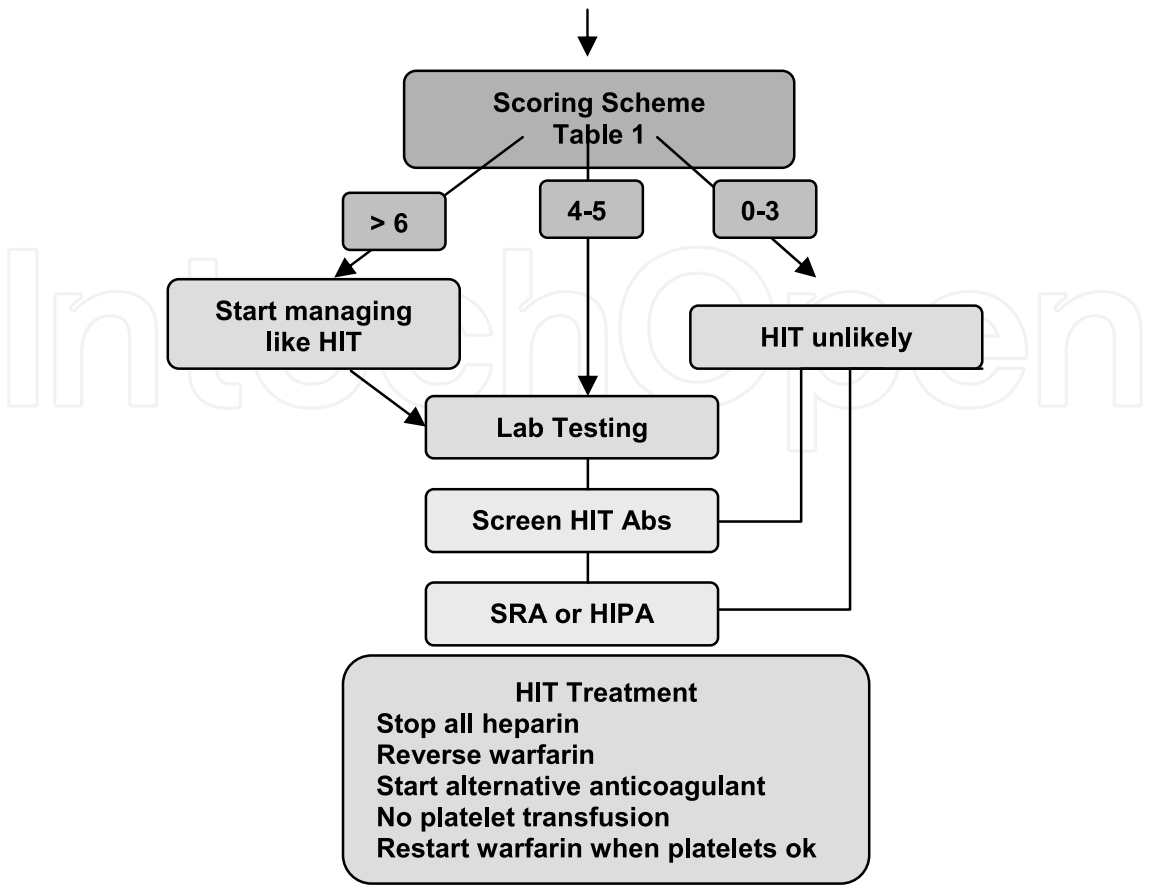 Scoring Scheme
Table 1
> 6
4-5
0-3
Start managing
like HIT
HIT unlikely
IntechOpen
Lab Testing
Screen HIT Abs
SRA or HIPA
HIT Treatment
Stop all heparin
Reverse warfarin
Start alternative anticoagulant
No platelet transfusion
Restart warfarin when platelets ok